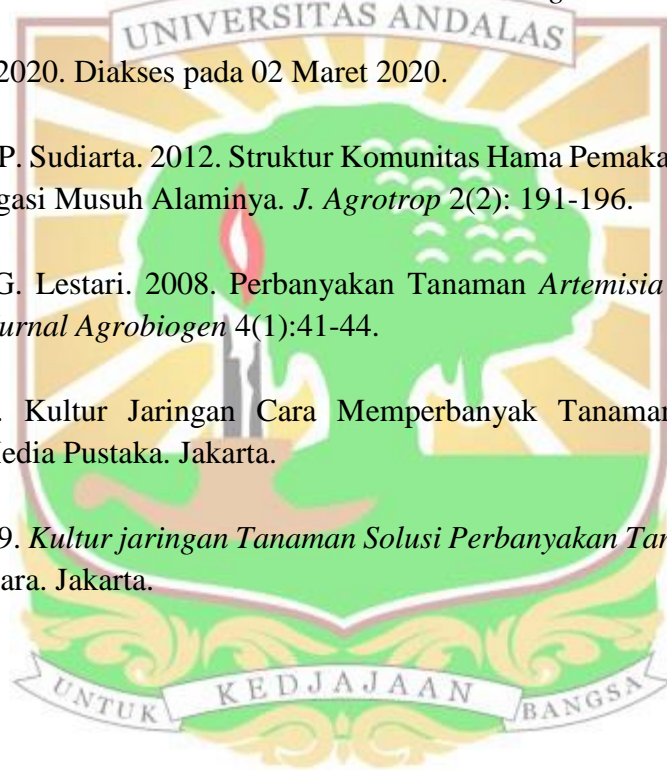 UNIVERSITAS ANDALAS
2020. Diakses pada 02 Maret 2020.
P. Sudiarta. 2012. Struktur Komunitas Hama Pemaka
gasi Musuh Alaminya. J. Agrotrop 2(2): 191-196.
G. Lestari. 2008. Perbanyakan Tanaman Artemisia
urnal Agrobiogen 4(1):41-44.
. Kultur Jaringan Cara Memperbanyak Tanaman
Media Pustaka. Jakarta.
9. Kultur jaringan Tanaman Solusi Perbanyakan Tan
ara. Jakarta.
UNTUK KEDJAJAAN BANGSA